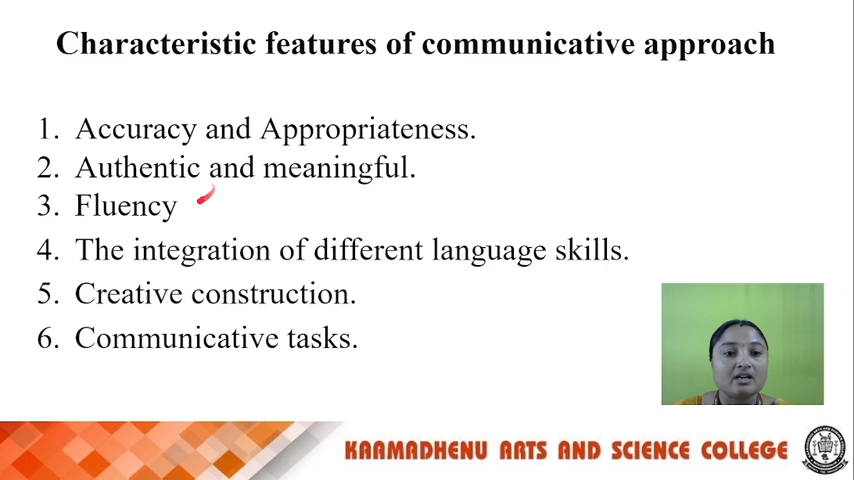 Characteristic features of communicative approach
1. Accuracy and Appropriateness.
2. Authentic and meaningful.
3. Fluency
4. The integration of different language skills.
5. Creative construction.
6. Communicative tasks.
KAAMADHENU ARTS AND SCIENCE COLLEGE